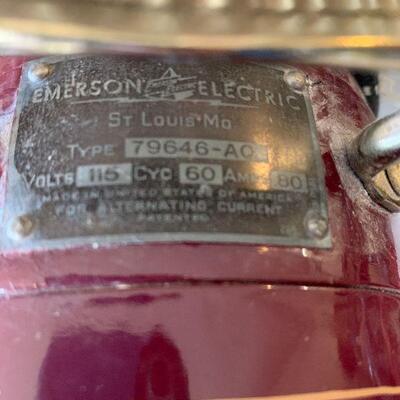 EMERSON ELECTRIC
ST LOUIS MO
TYPE 79646-AO
VOLTS 115 CYC 60 AMP 80
MADE IN UNITED STATES OF AMERICA
FOR ALTERNATING CURRENT
PATENTED